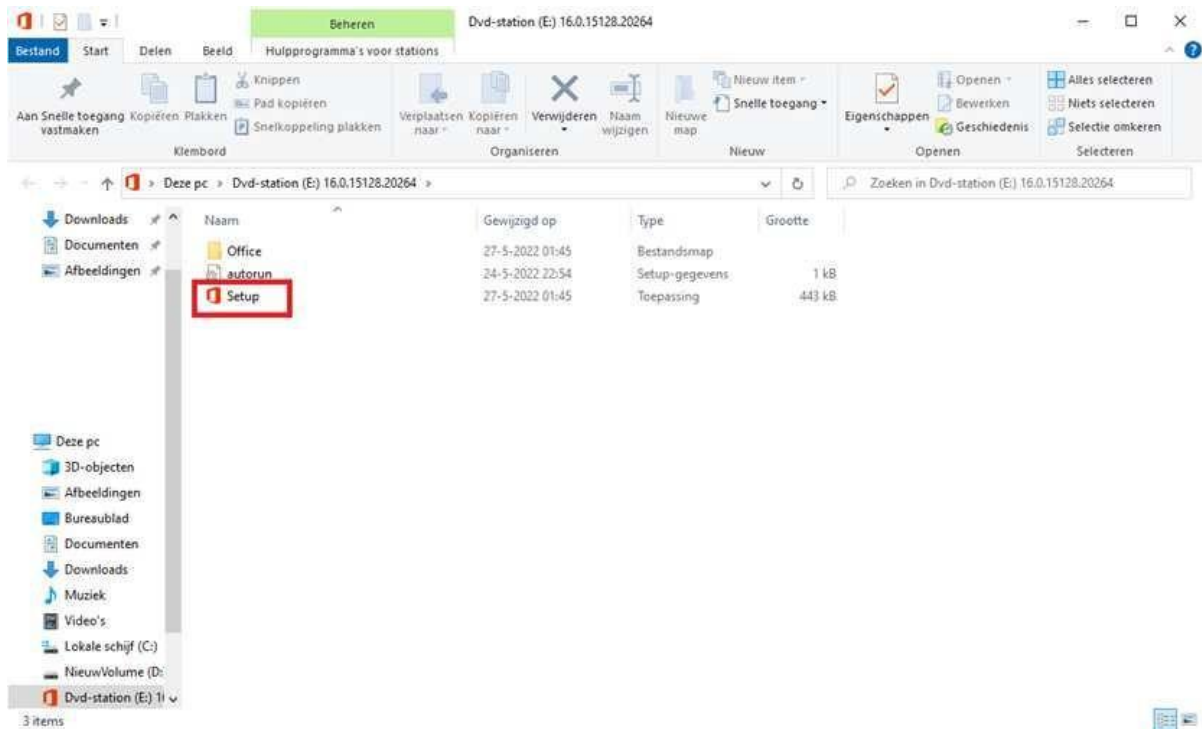 Beheren
Dvd-station (E:) 16.0.15128.20264
Bestand Start Delen Beeld Hulpprogramma's voor stations
Aan Snelle toegang vastmaken
Kopiëren
Plakken
Knippen
Pad kopiëren
Snelkoppeling plakken
Klembord
Verplaatsen naar
Kopiëren naar
Verwijderen
Naam wijzigen
Organiseren
Nieuwe map
Nieuw item
Snelle toegang
Nieuw
Eigenschappen
Openen
Bewerken
Geschiedenis
Openen
Alles selecteren
Niets selecteren
Selectie omkeren
Selecteren
Deze pc > Dvd-station (E:) 16.0.15128.20264 >
Zoeken in Dvd-station (E:) 16.0.15128.20264
Downloads
Documenten
Afbeeldingen
Deze pc
3D-objecten
Afbeeldingen
Bureaublad
Documenten
Downloads
Muziek
Video's
Lokale schijf (C:)
NieuwVolume (D:
Dvd-station (E:) 1
Naam Gewijzigd op Type Grootte
Office 27-5-2022 01:45 Bestandsmap
autorun 24-5-2022 22:54 Setup-gegevens 1 kB
Setup 27-5-2022 01:45 Toepassing 443 kB
3 items